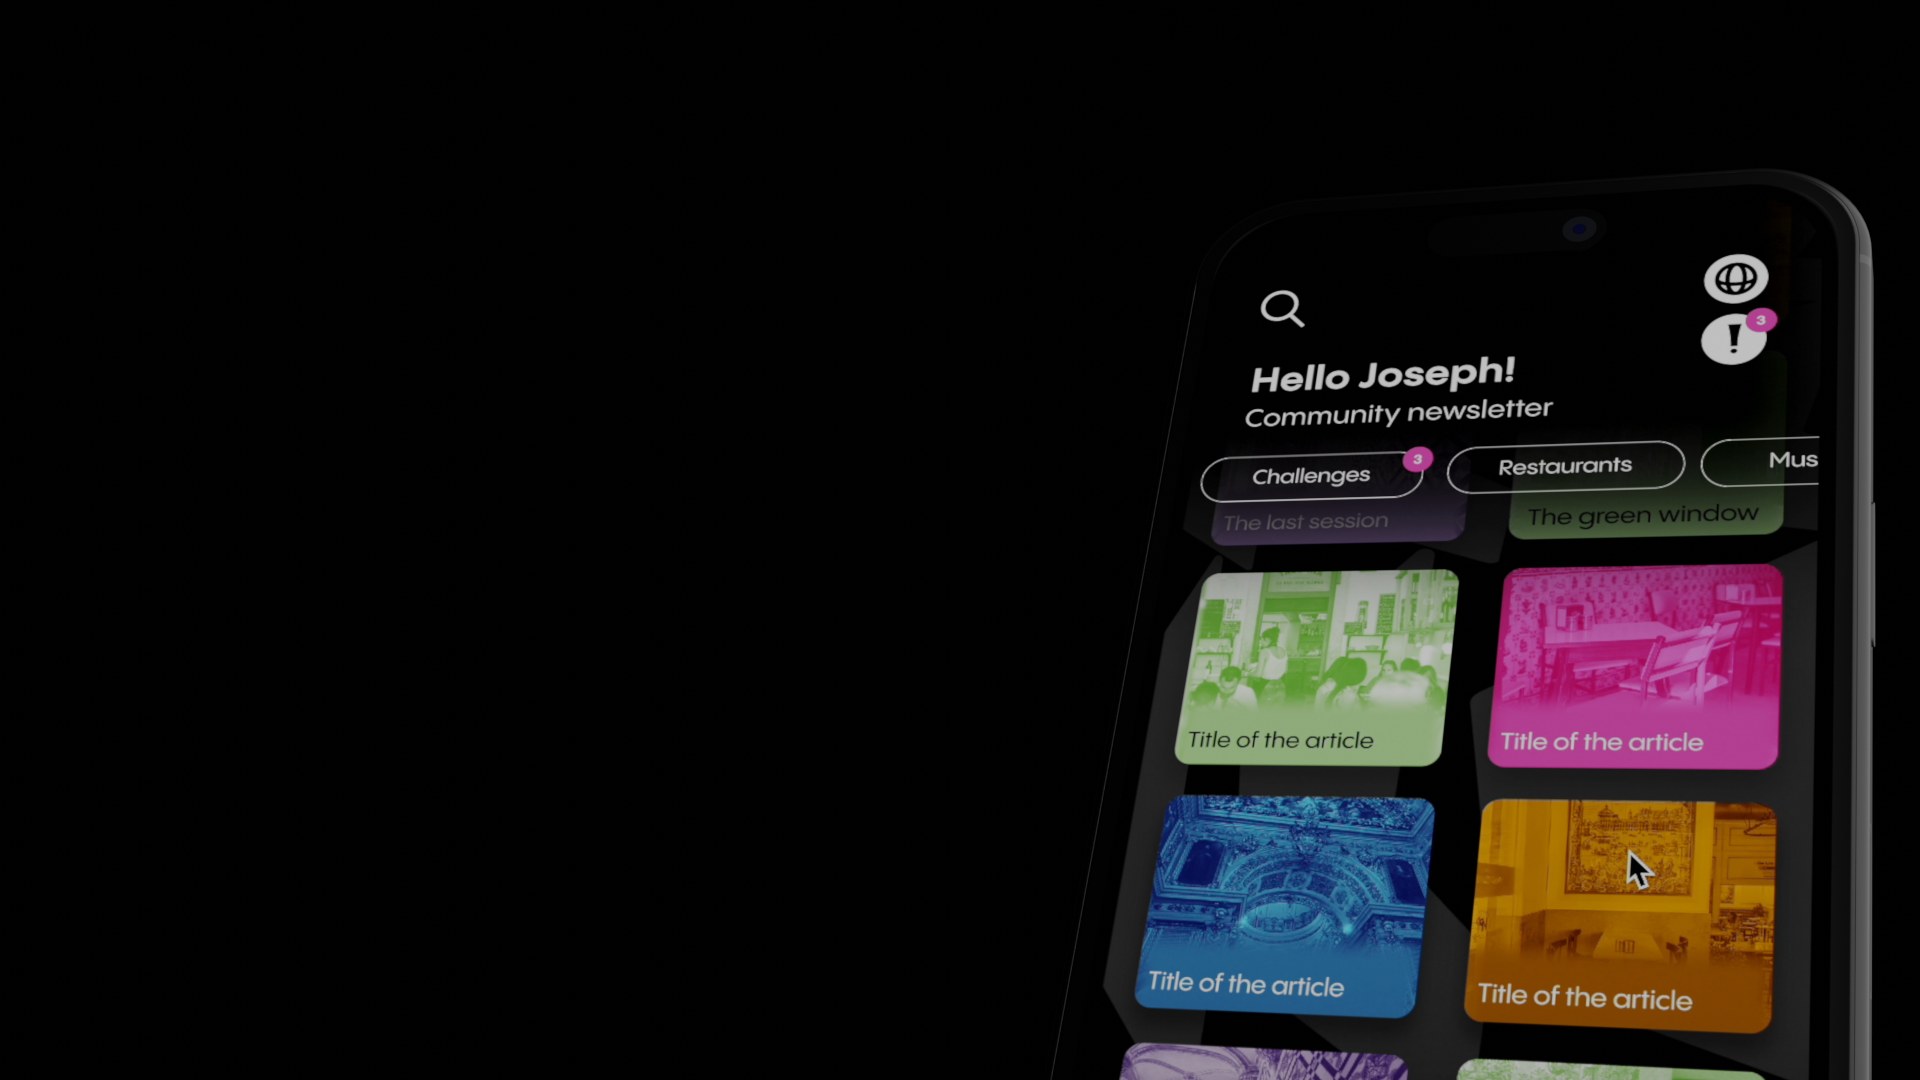 3
Hello Joseph!
Community newsletter
Challenges 3 Restaurants Mus
The last session The green window
Title of the article Title of the article
Title of the article Title of the article